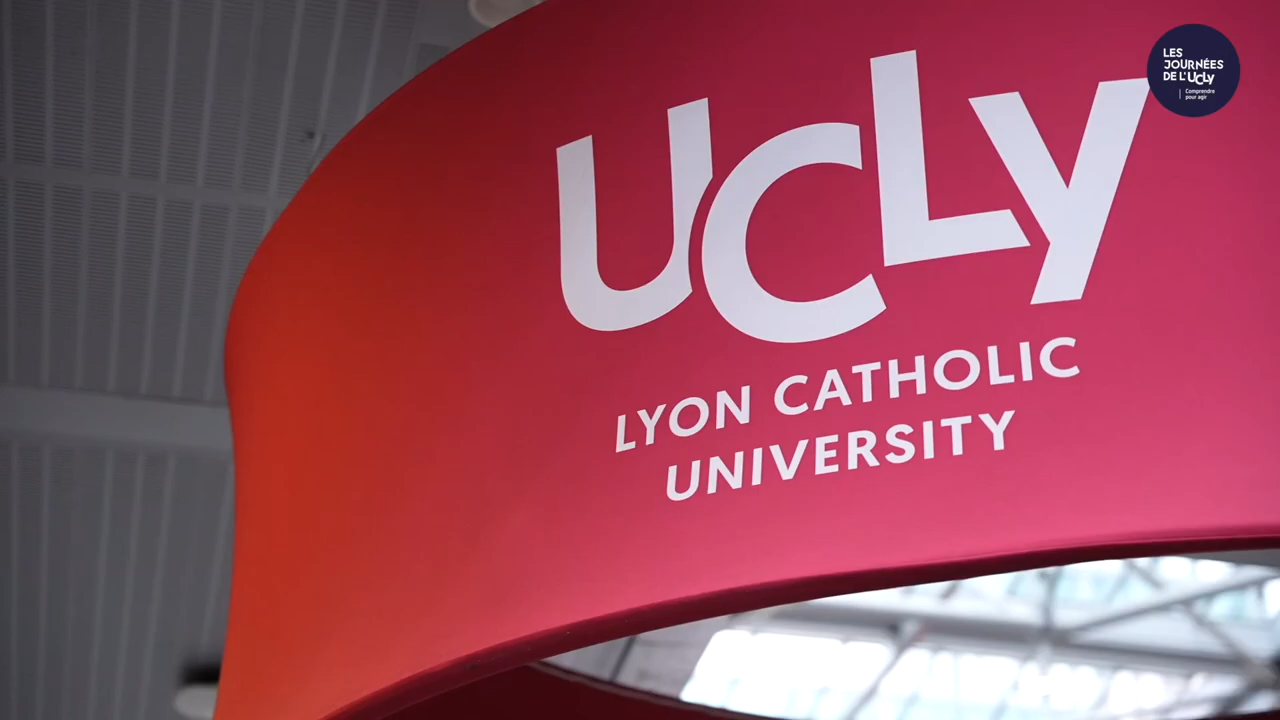 UCLy
LYON CATHOLIC
UNIVERSITY
LES
JOURNÉES
DE L'UCLy
Comprendre
pour agir